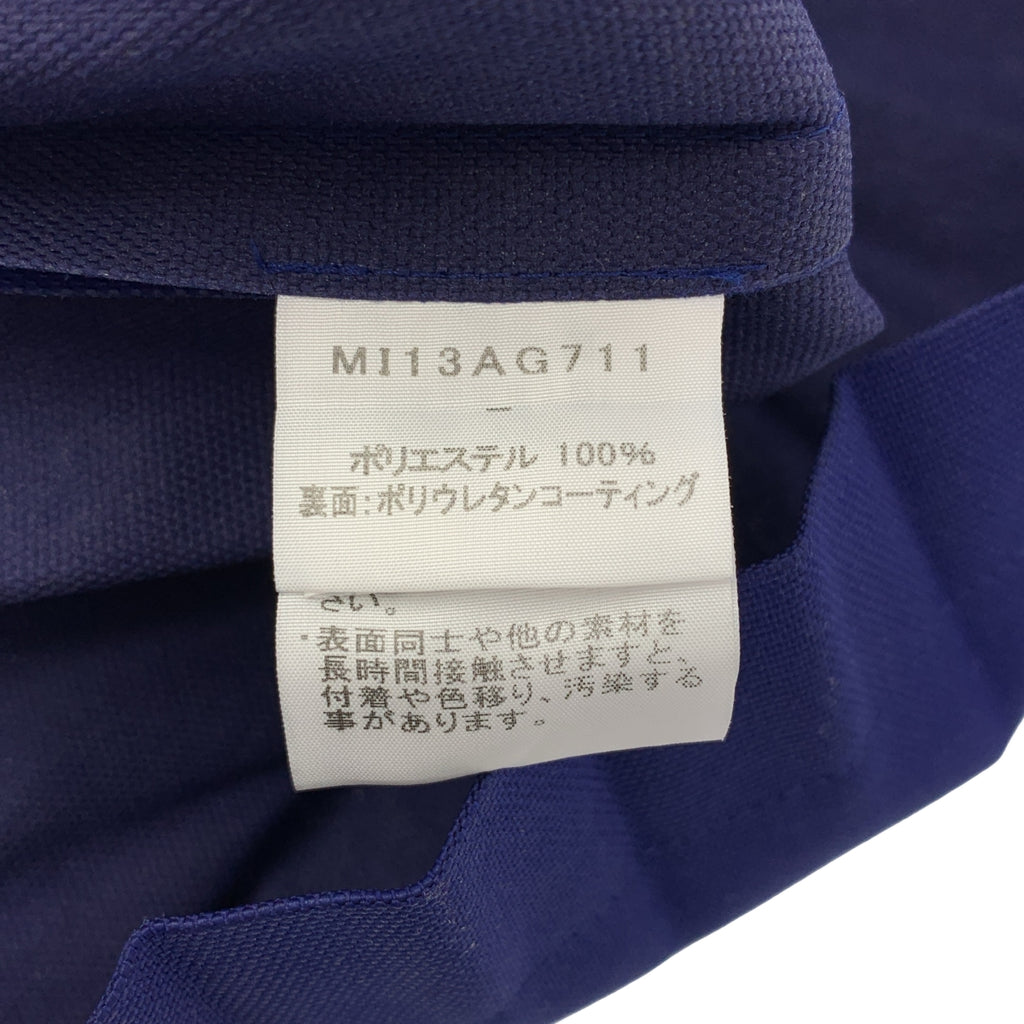 MI13AG711
—
ポリエステル 100%
裏面:ポリウレタンコーティング
さい。
・表面同士や他の素材を
長時間接触させますと、
付着や色移り、汚染する
事があります。